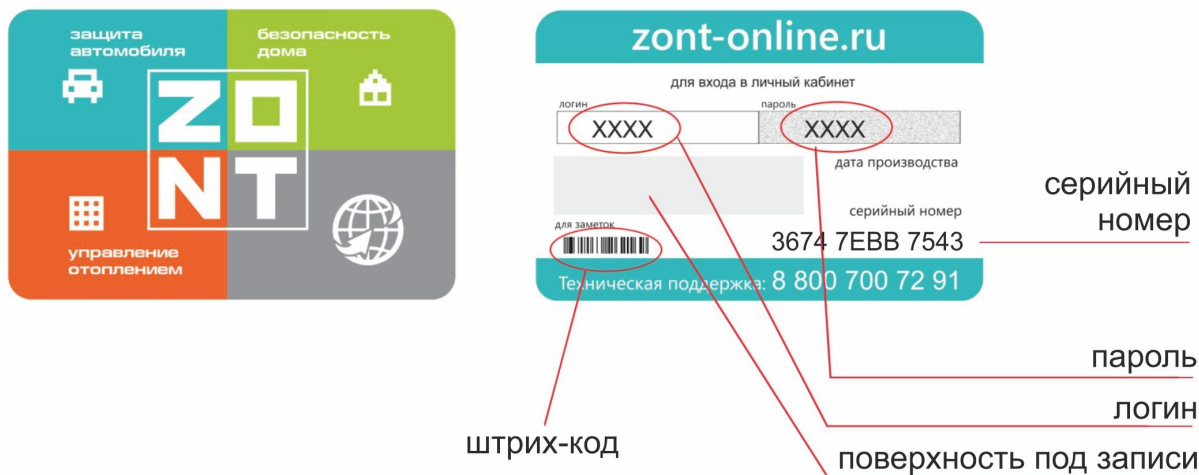 защита
автомобиля
безопасность
дома
ZO
NT
управление
отоплением
zont-online.ru
для входа в личный кабинет
логин
пароль
XXXX
XXXX
дата производства
серийный номер
для заметок
3674 7EBB 7543
Техническая поддержка: 8 800 700 72 91
серийный
номер
пароль
логин
штрих-код
поверхность под записи